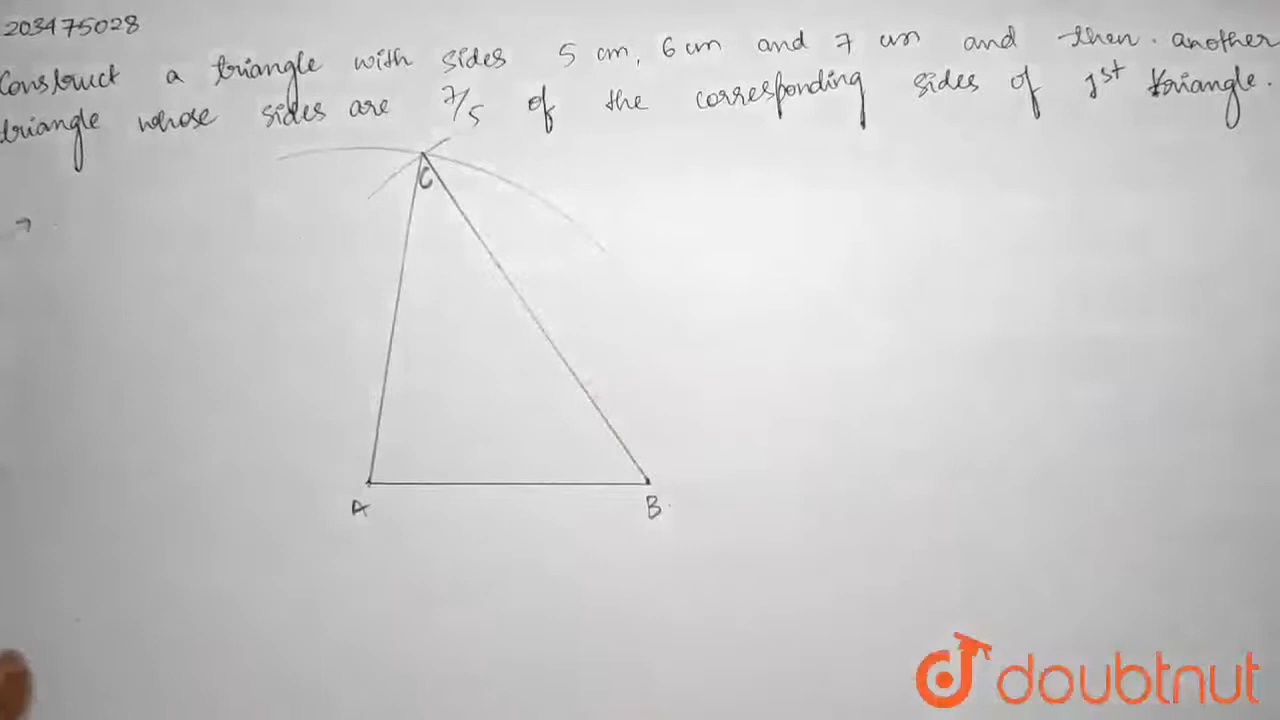 203475028
Construct a triangle with sides 5 cm, 6 cm and 7 cm and then another
triangle whose sides are 7/5 of the corresponding sides of 1st triangle.
C
A B
doubtnut